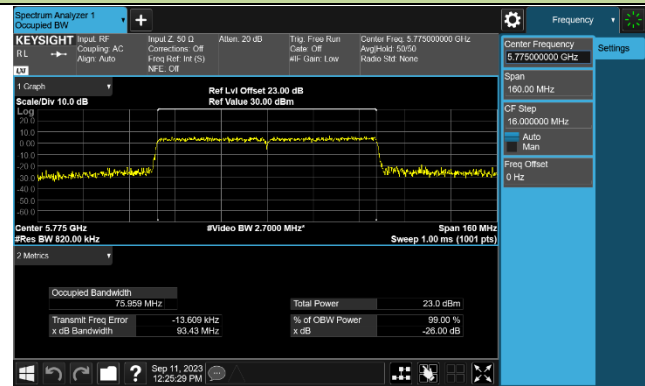 Spectrum Analyzer 1
Occupied BW
Frequency
KEYSIGHT
RL
LXI
Input: RF
Coupling: AC
Align: Auto
Input Z: 50 Ω
Corrections: Off
Freq Ref: Int (S)
NFE: Off
Atten: 20 dB
Trig: Free Run
Gate: Off
#IF Gain: Low
Center Freq: 5.775000000 GHz
Avg|Hold: 50/50
Radio Std: None
Center Frequency
5.775000000 GHz
Settings
Span
160.00 MHz
CF Step
16.000000 MHz
Auto
Man
Freq Offset
0 Hz
1 Graph
Scale/Div 10.0 dB
Ref Lvl Offset 23.00 dB
Ref Value 30.00 dBm
Log
20.0
10.0
0.00
-10.0
-20.0
-30.0
-40.0
-50.0
-60.0
Center 5.775 GHz
#Video BW 2.7000 MHz*
Span 160 MHz
#Res BW 820.00 kHz
Sweep 1.00 ms (1001 pts)
2 Metrics
Occupied Bandwidth
75.959 MHz
Total Power
23.0 dBm
Transmit Freq Error
-13.609 kHz
% of OBW Power
99.00 %
x dB Bandwidth
93.43 MHz
x dB
-26.00 dB
?
Sep 11, 2023
12:25:29 PM